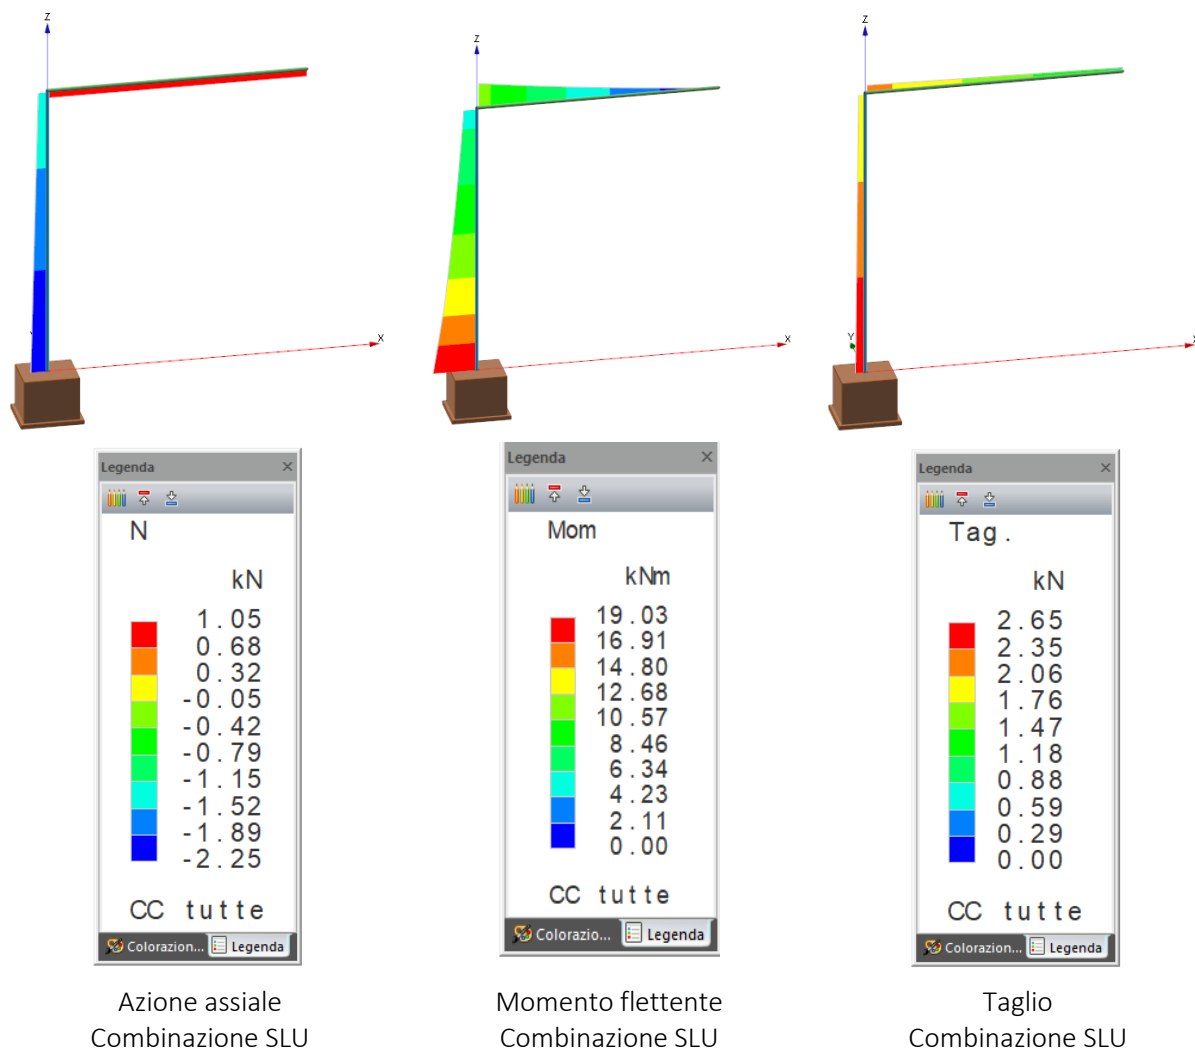 Z
X
Z
X
Z
Y
X
Legenda
N
kN
1.05
0.68
0.32
-0.05
-0.42
-0.79
-1.15
-1.52
-1.89
-2.25
CC tutte
Colorazion...
Legenda
Legenda
Mom
kNm
19.03
16.91
14.80
12.68
10.57
8.46
6.34
4.23
2.11
0.00
CC tutte
Colorazio...
Legenda
Legenda
Tag.
kN
2.65
2.35
2.06
1.76
1.47
1.18
0.88
0.59
0.29
0.00
CC tutte
Colorazion...
Legenda
Azione assiale
Combinazione SLU
Momento flettente
Combinazione SLU
Taglio
Combinazione SLU